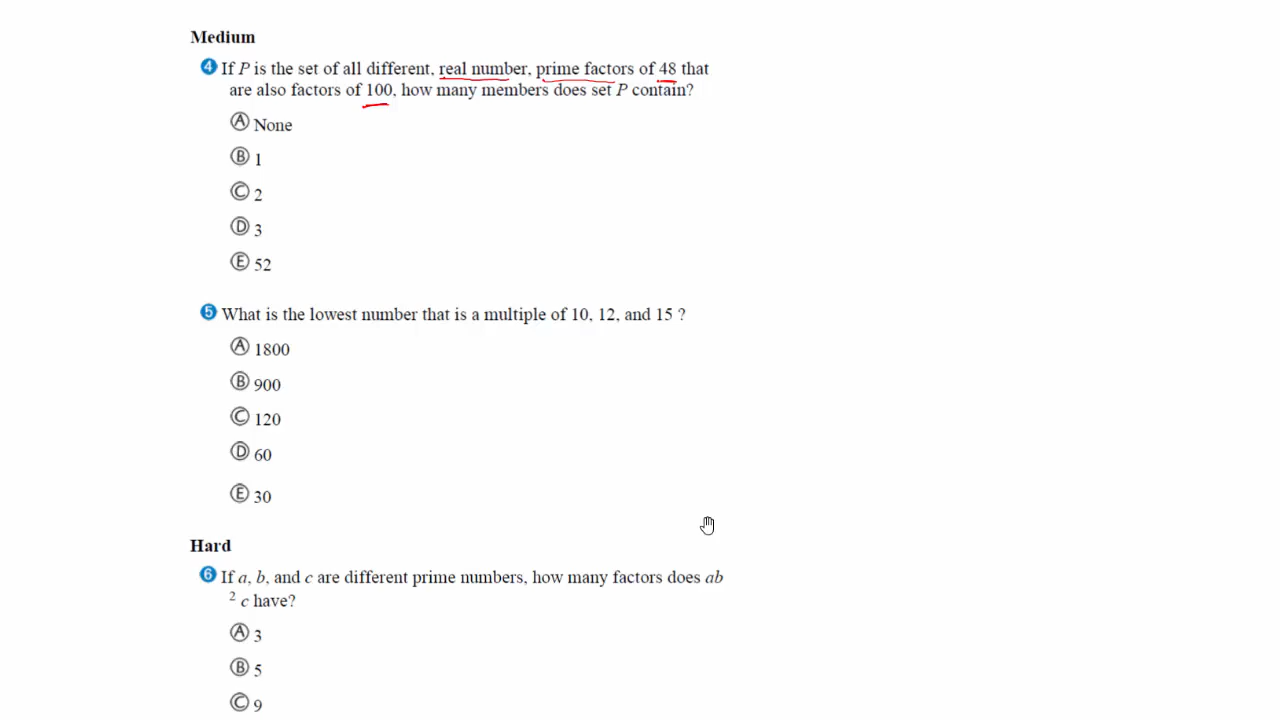 Medium
4 If P is the set of all different, real number, prime factors of 48 that
are also factors of 100, how many members does set P contain?
A None
B 1
C 2
D 3
E 52
5 What is the lowest number that is a multiple of 10, 12, and 15 ?
A 1800
B 900
C 120
D 60
E 30
Hard
6 If a, b, and c are different prime numbers, how many factors does ab
2 c have?
A 3
B 5
C 9